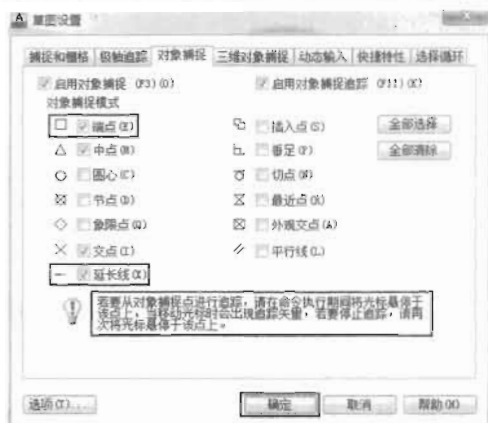 草图设置
捕捉和栅格 极轴追踪 对象捕捉 三维对象捕捉 动态输入 快捷特性 选择循环
启用对象捕捉 (F3)(O) 启用对象捕捉追踪 (F11)(K)
对象捕捉模式
端点(E) 插入点(S) 全部选择
中点(M) 垂足(P) 全部清除
圆心(C) 切点(N)
节点(D) 最近点(R)
象限点(Q) 外观交点(A)
交点(I) 平行线(L)
延长线(X)
若要从对象捕捉点进行追踪，请在命令执行期间将光标悬停于
该点上，当移动光标时会出现追踪矢量，若要停止追踪，请再
次将光标悬停于该点上。
选项(T)... 确定 取消 帮助(H)